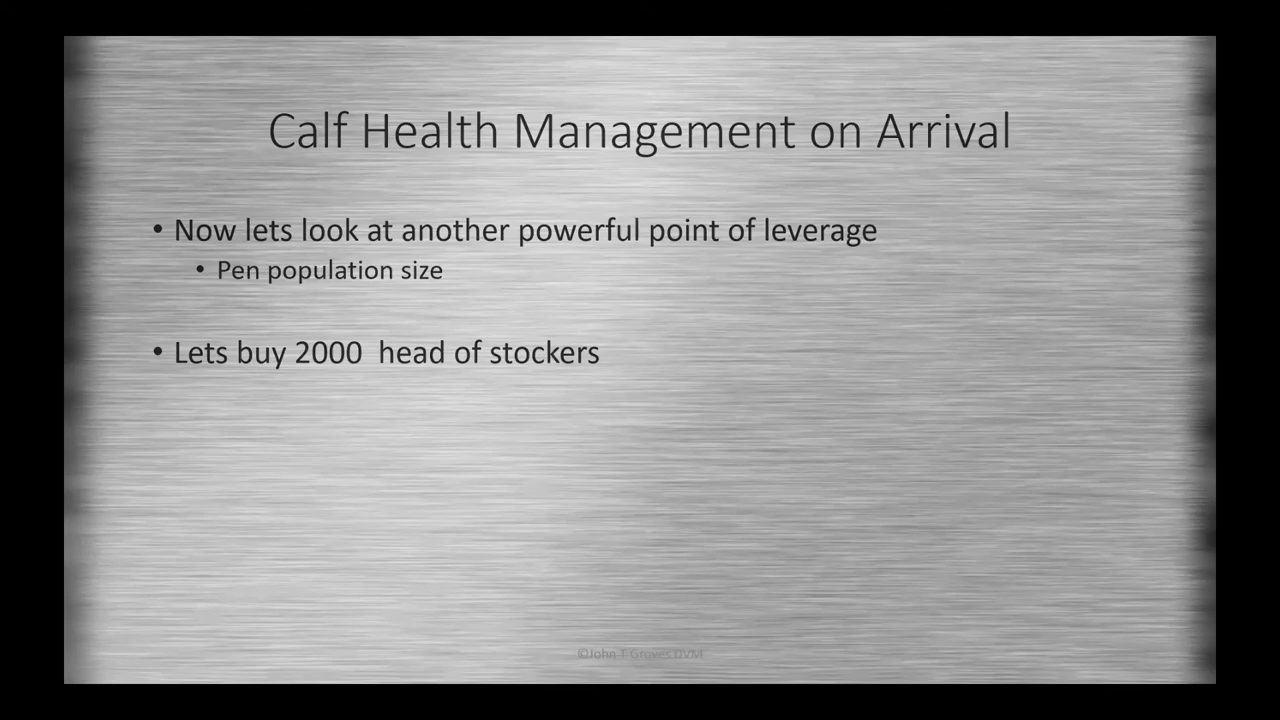 Calf Health Management on Arrival
• Now lets look at another powerful point of leverage
• Pen population size
• Lets buy 2000  head of stockers
©John T Groves DVM